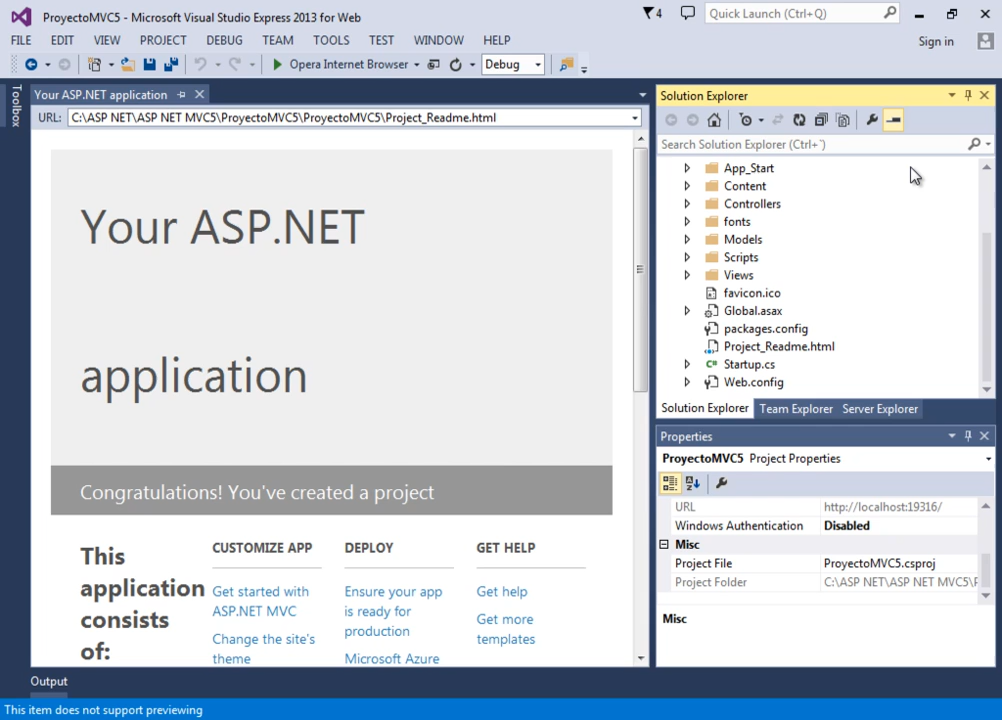 ProyectoMVC5 - Microsoft Visual Studio Express 2013 for Web
4
Quick Launch (Ctrl+Q)
FILE EDIT VIEW PROJECT DEBUG TEAM TOOLS TEST WINDOW HELP
Sign in
Opera Internet Browser
Debug
Toolbox
Your ASP.NET application
URL: C:\ASP NET\ASP NET MVC5\ProyectoMVC5\ProyectoMVC5\Project_Readme.html
Your ASP.NET
application
Congratulations! You've created a project
This
application
consists
of:
CUSTOMIZE APP
Get started with
ASP.NET MVC
Change the site's
theme
DEPLOY
Ensure your app
is ready for
production
Microsoft Azure
GET HELP
Get help
Get more
templates
Solution Explorer
Search Solution Explorer (Ctrl+¨)
App_Start
Content
Controllers
fonts
Models
Scripts
Views
favicon.ico
Global.asax
packages.config
Project_Readme.html
C# Startup.cs
Web.config
Solution Explorer Team Explorer Server Explorer
Properties
ProyectoMVC5 Project Properties
URL http://localhost:19316/
Windows Authentication Disabled
Misc
Project File ProyectoMVC5.csproj
Project Folder C:\ASP NET\ASP NET MVC5\P
Misc
Output
This item does not support previewing